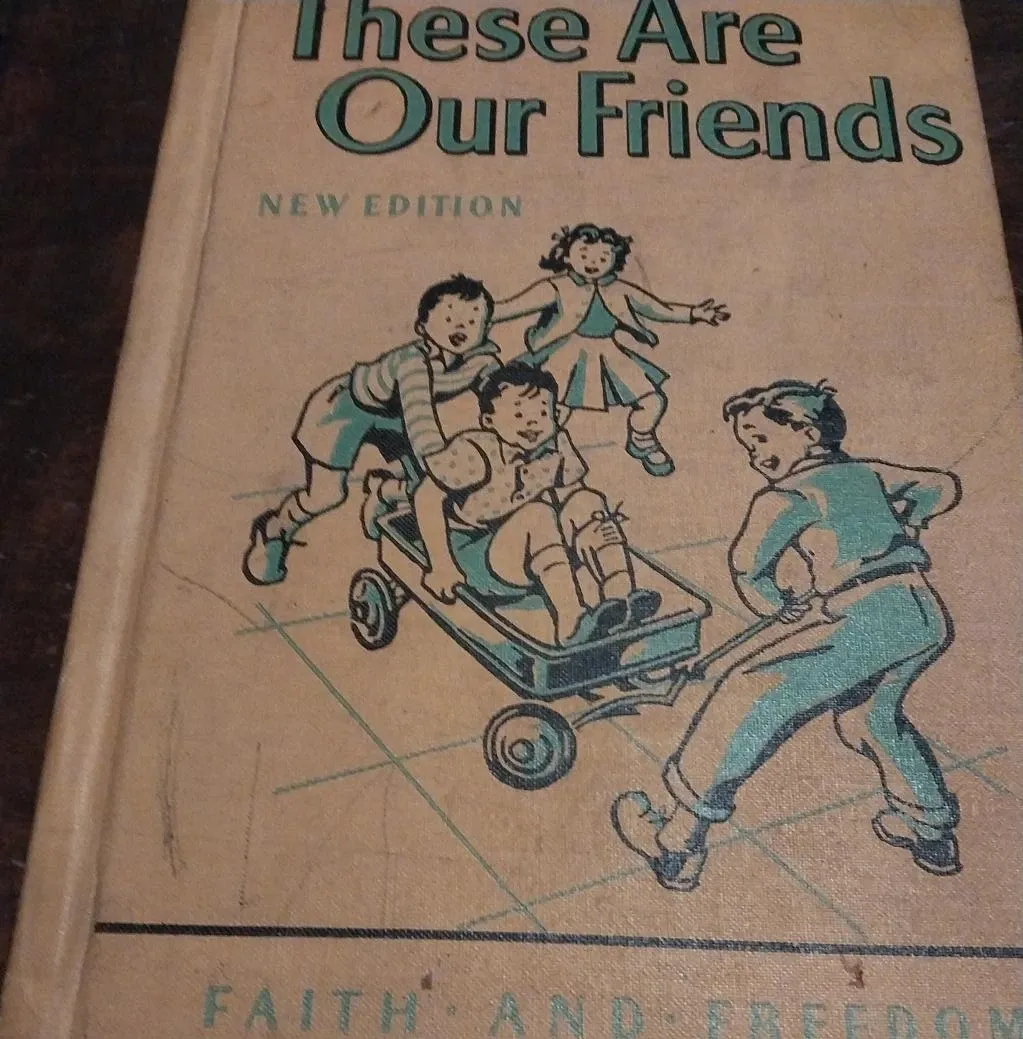 These Are
Our Friends
NEW EDITION
FAITH · AND · FREEDOM